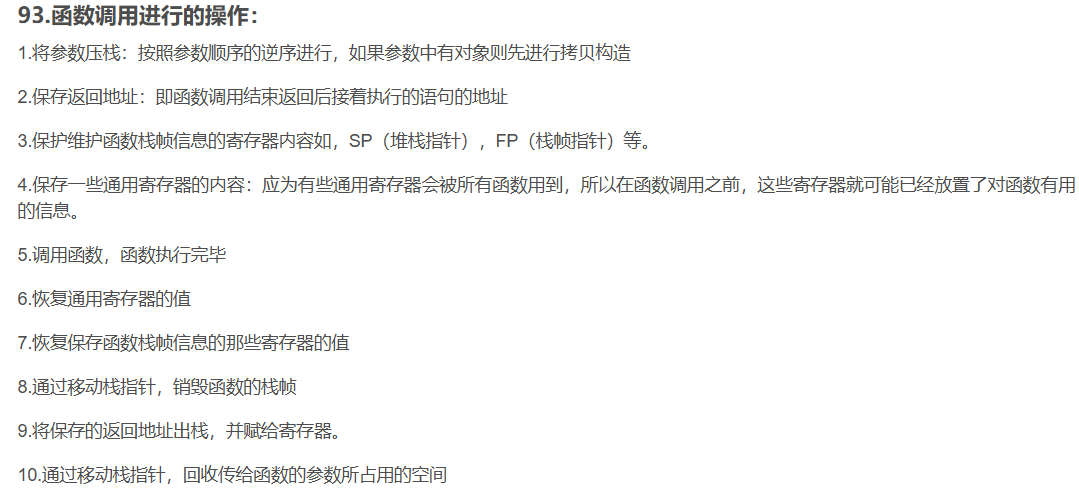 93.函数调用进行的操作：
1.将参数压栈：按照参数顺序的逆序进行，如果参数中有对象则先进行拷贝构造
2.保存返回地址：即函数调用结束返回后接着执行的语句的地址
3.保护维护函数栈帧信息的寄存器内容如，SP（堆栈指针），FP（栈帧指针）等。
4.保存一些通用寄存器的内容：应为有些通用寄存器会被所有函数用到，所以在函数调用之前，这些寄存器就可能已经放置了对函数有用
的信息。
5.调用函数，函数执行完毕
6.恢复通用寄存器的值
7.恢复保存函数栈帧信息的那些寄存器的值
8.通过移动栈指针，销毁函数的栈帧
9.将保存的返回地址出栈，并赋给寄存器。
10.通过移动栈指针，回收传给函数的参数所占用的空间